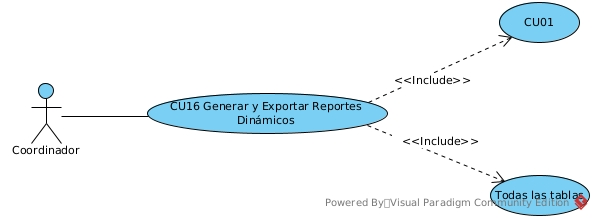 CU01
<<Include>>
CU16 Generar y Exportar Reportes
Dinámicos
<<Include>>
Coordinador
Todas las tablas
Powered By Visual Paradigm Community Edition